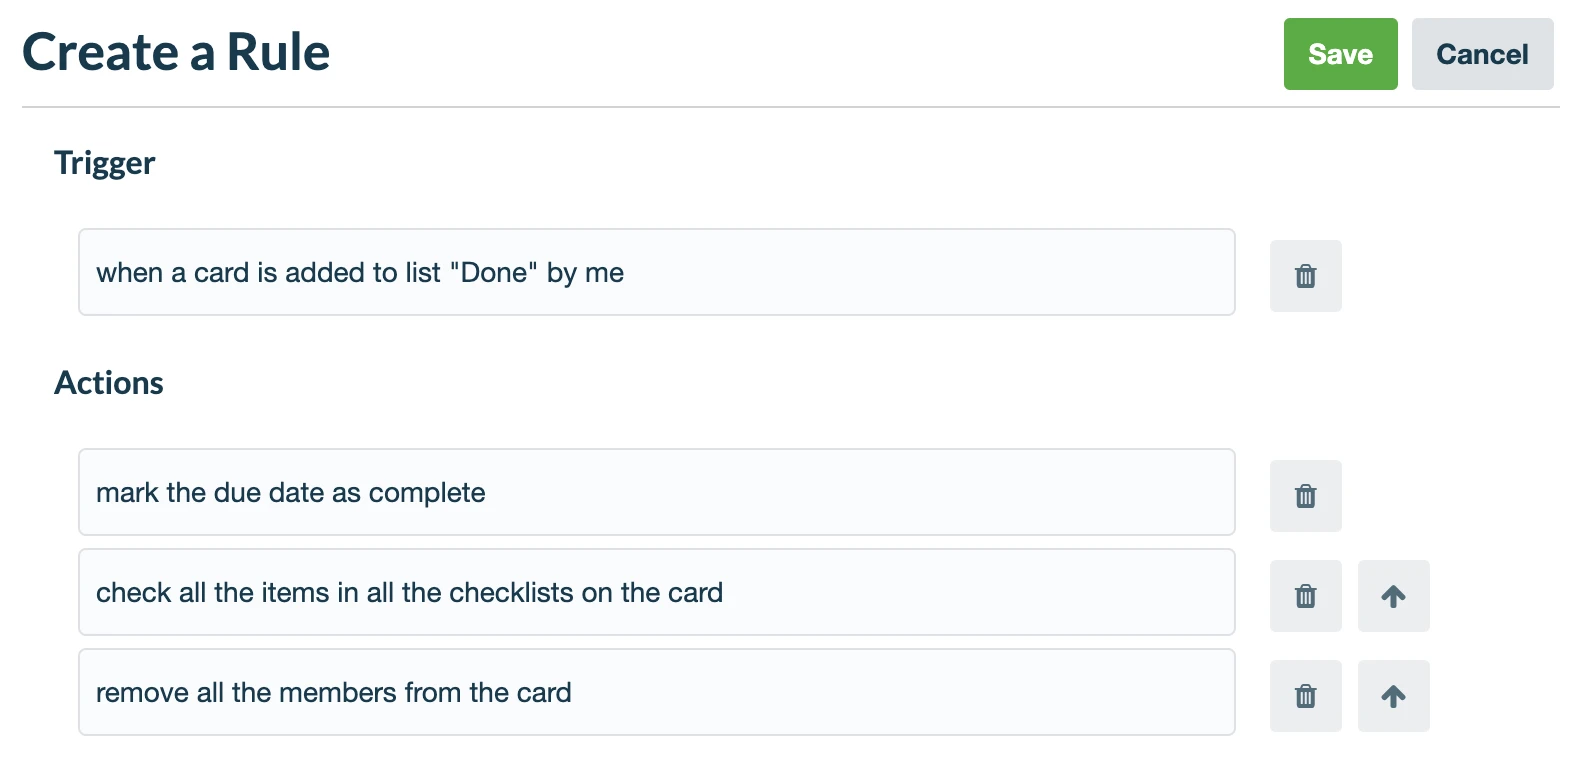 Create a Rule
Save
Cancel
Trigger
when a card is added to list "Done" by me
Actions
mark the due date as complete
check all the items in all the checklists on the card
remove all the members from the card